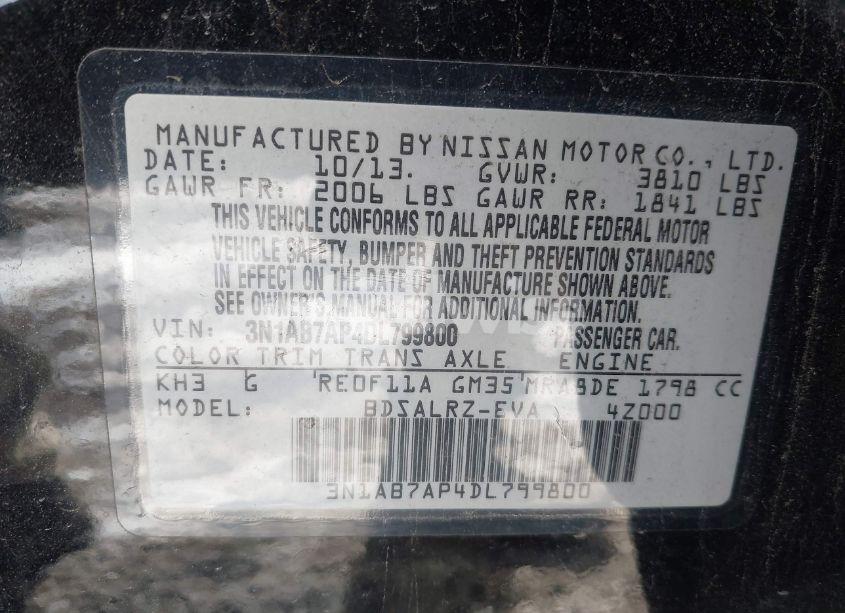 MANUFACTURED BY NISSAN MOTOR CO., LTD.
DATE: 10/13. GVWR: 3810 LBS
GAWR FR: 2006 LBS GAWR RR: 1841 LBS
THIS VEHICLE CONFORMS TO ALL APPLICABLE FEDERAL MOTOR
VEHICLE SAFETY, BUMPER AND THEFT PREVENTION STANDARDS
IN EFFECT ON THE DATE OF MANUFACTURE SHOWN ABOVE.
SEE OWNER'S MANUAL FOR ADDITIONAL INFORMATION.
VIN: 3N1AB7AP4DL799800 PASSENGER CAR.
COLOR TRIM TRANS AXLE ENGINE
KH3 G RE0F11A GM35 MRA8DE 1798 CC
MODEL: BDSALRZ-EVA 4Z000
3N1AB7AP4DL799800